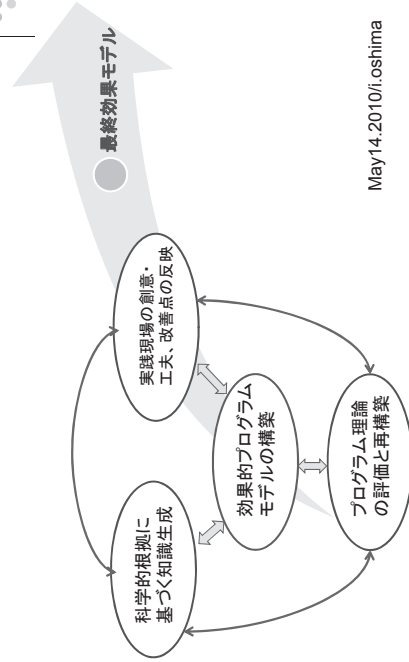 最終効果モデル
科学的根拠に
基づく知識生成
実践現場の創意・
工夫、改善点の反映
効果的プログラム
モデルの構築
プログラム理論
の評価と再構築
May14.2010/i.oshima